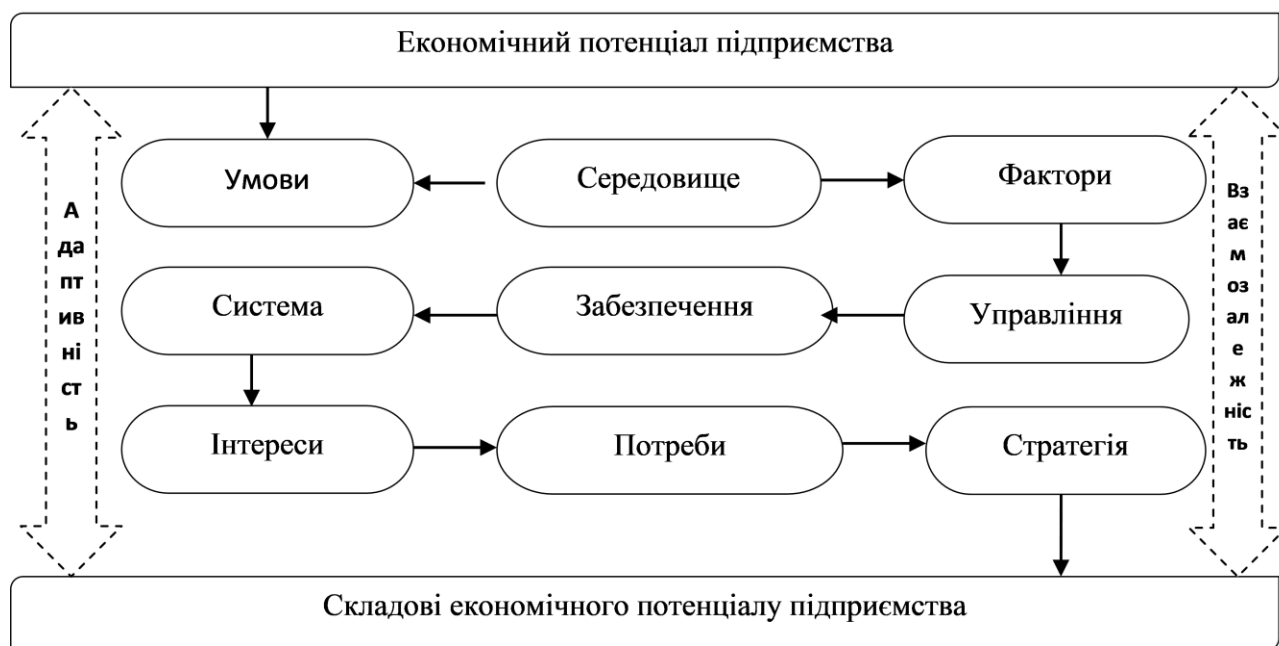 Економічний потенціал підприємства
Умови
Середовище
Фактори
Система
Забезпечення
Управління
Інтереси
Потреби
Стратегія
А
да
пт
ив
ні
ст
ь
Вз
ає
м
оз
ал
е
ж
ніс
ть
Складові економічного потенціалу підприємства